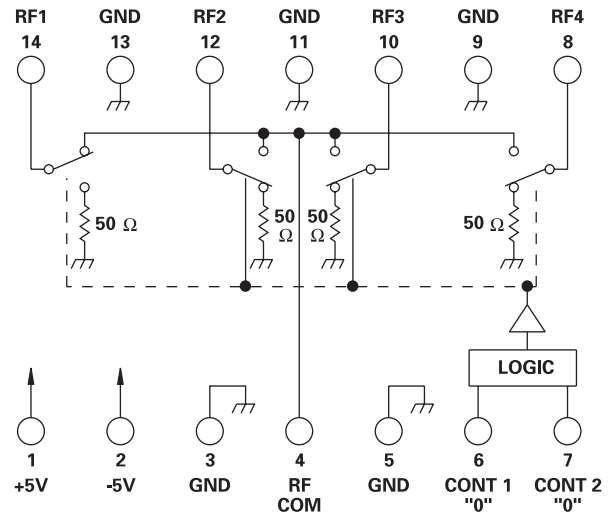 RF1 GND RF2 GND RF3 GND RF4
14 13 12 11 10 9 8
50 Ω 50 Ω 50 Ω 50 Ω
LOGIC
1 2 3 4 5 6 7
+5V -5V GND RF COM GND CONT 1 "0" CONT 2 "0"